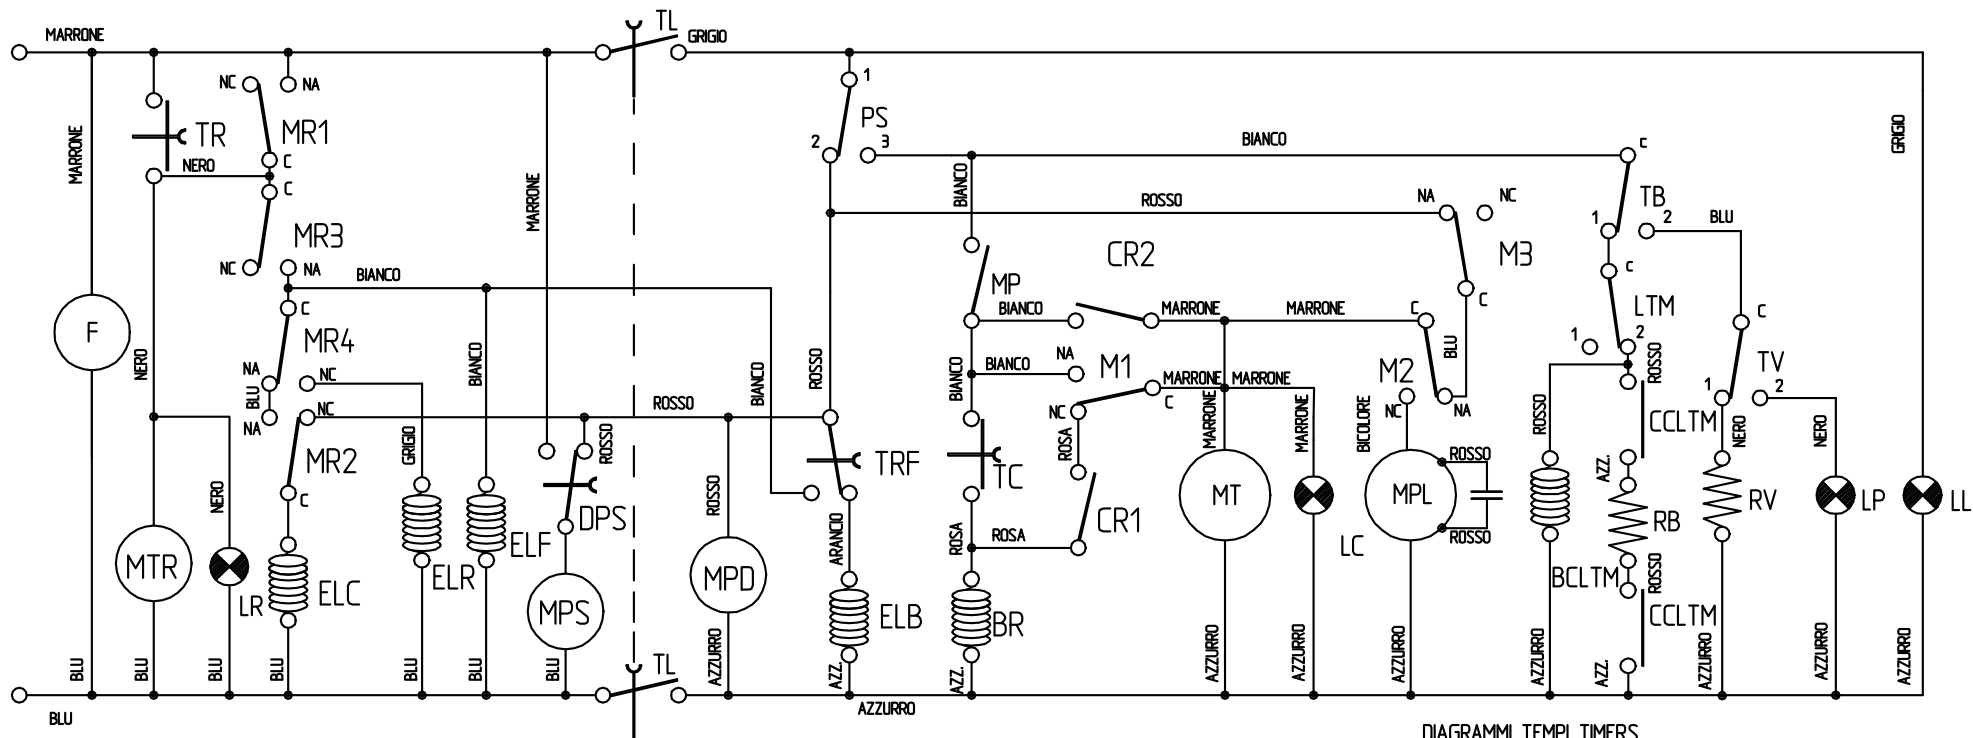 MARRONE
TL
GRIGIO
1
NC
NA
MARRONE
TR
MR1
C
NERO
C
PS
2
3
BIANCO
C
GRIGIO
MARRONE
BIANCO
ROSSO
NA
NC
TB
1
2
BLU
MR3
NC
NA
BIANCO
CR2
M3
C
MP
C
LTM
C
BIANCO
MARRONE
MARRONE
C
C
F
MR4
1
2
NERO
BIANCO
ROSSO
BIANCO
BIANCO
NA
M1
BLU
ROSSO
TV
NA
NC
BLU
BIANCO
MARRONE
MARRONE
M2
1
2
NC
C
NC
NA
NA
NC
ROSSO
MARRONE
MARRONE
BICOLORE
ROSSO
CCLTM
NERO
NERO
MR2
GRIGIO
ROSSO
TRF
TC
ROSA
ROSSO
AZZ.
NERO
C
ROSSO
MT
MPL
RV
LP
LL
DPS
ARANCIO
ROSA
ROSA
CR1
ROSSO
RB
ELF
LC
MTR
LR
ELC
ELR
MPS
MPD
ELB
BR
BCLTM
ROSSO
CCLTM
BLU
BLU
BLU
BLU
BLU
BLU
BLU
TL
AZZURRO
AZZ.
AZZ.
AZZURRO
AZZURRO
AZZURRO
AZZURRO
AZZ.
AZZURRO
AZZURRO
AZZURRO
BLU
AZZURRO
DIAGRAMMI TEMPI TIMERS